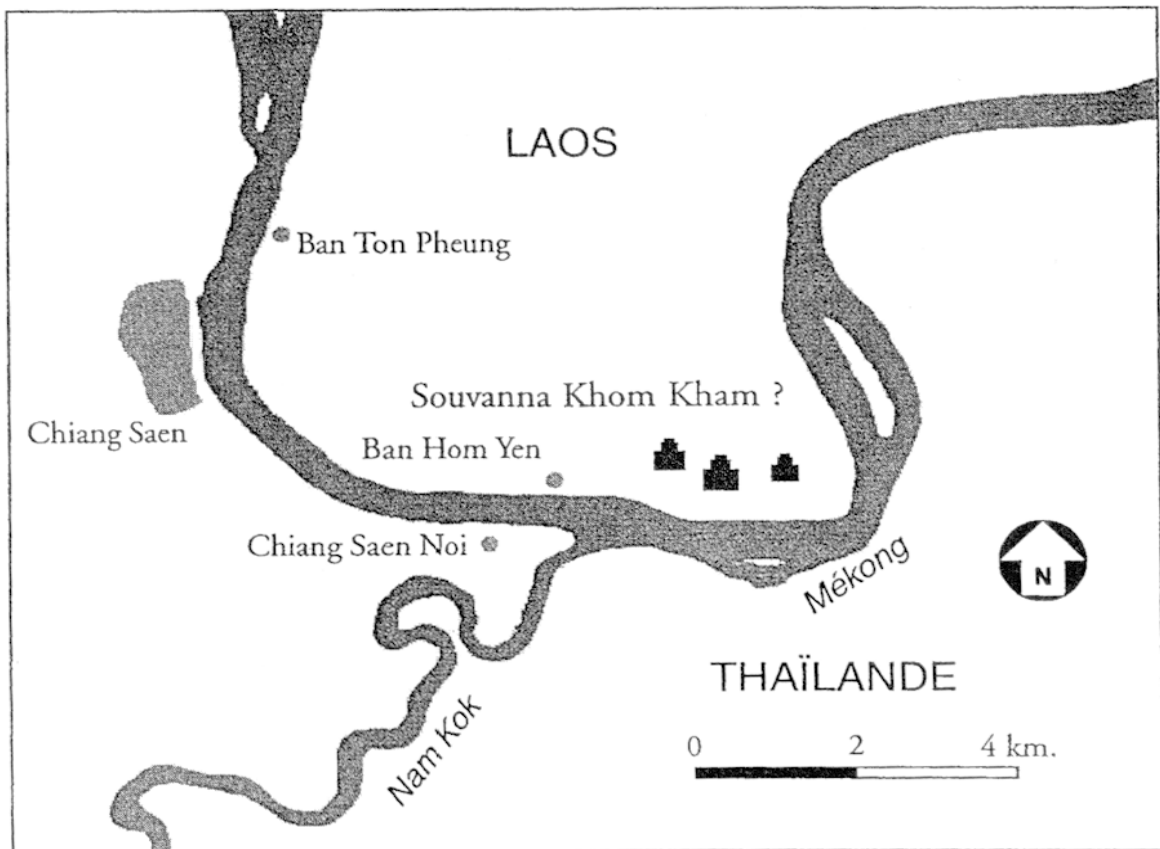 LAOS
Ban Ton Pheung
Souvanna Khom Kham ?
Chiang Saen
Ban Hom Yen
Chiang Saen Noi
Mékong
N
THAÏLANDE
Nam Kok
0 2 4 km.